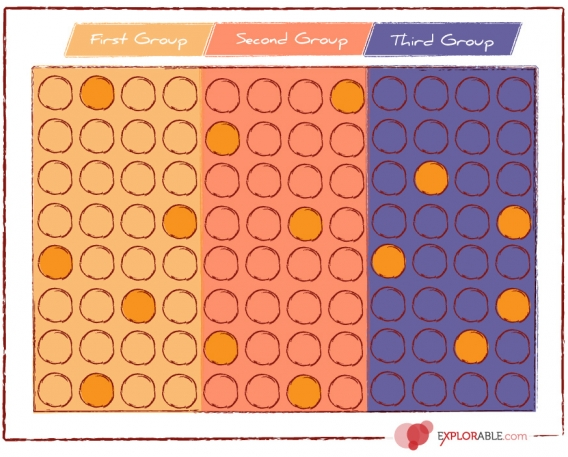 First Group
Second Group
Third Group
EXPLORABLE.com